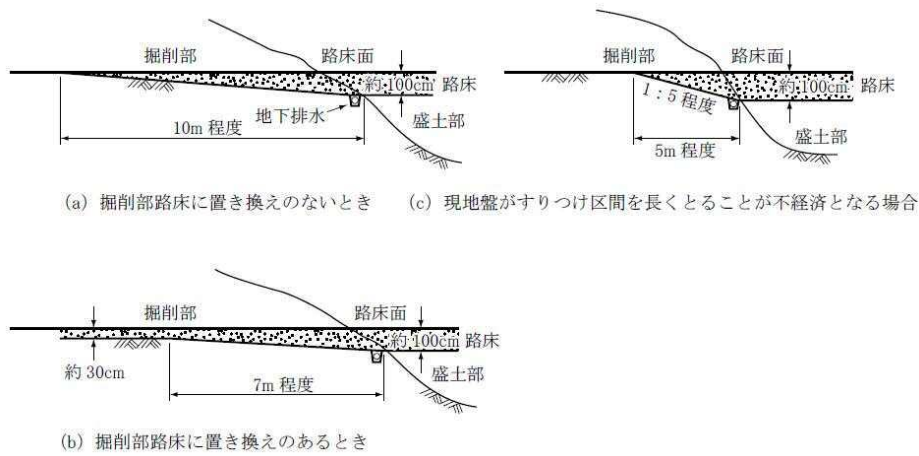 掘削部
路床面
約100cm
路床
地下排水
10m 程度
盛土部
(a) 掘削部路床に置き換えのないとき
掘削部
路床面
約100cm
路床
1：5 程度
盛土部
5m 程度
(c) 現地盤がすりつけ区間を長くとることが不経済となる場合
掘削部
路床面
約100cm
路床
約 30cm
7m 程度
盛土部
(b) 掘削部路床に置き換えのあるとき